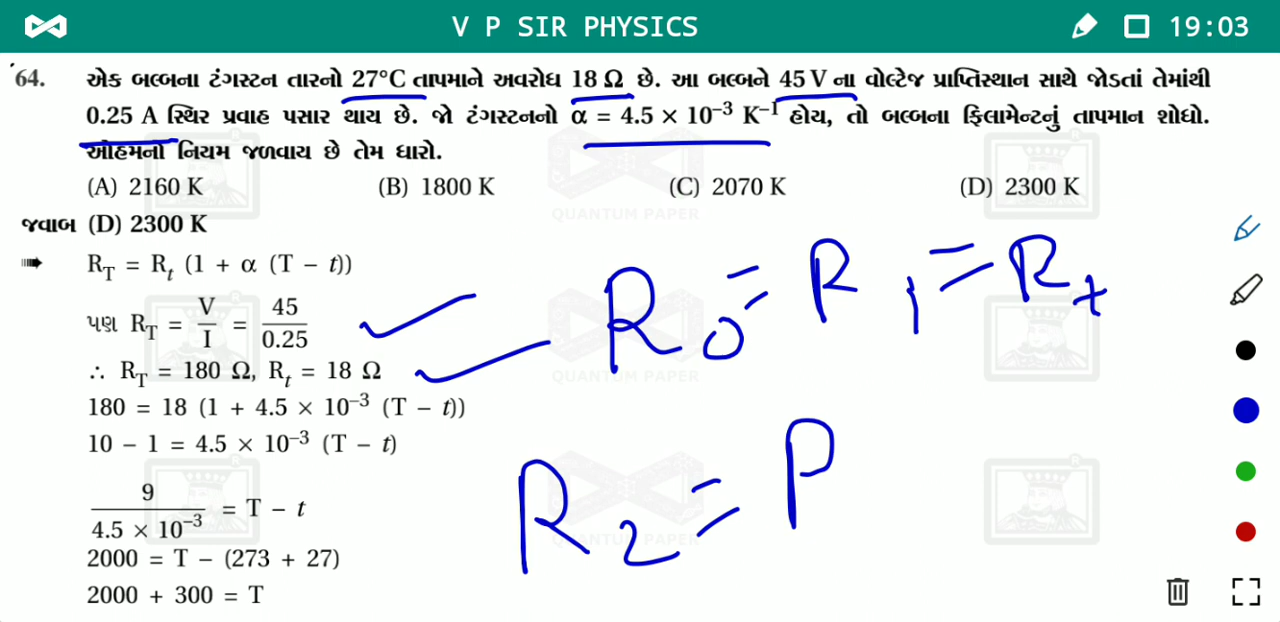 V P SIR PHYSICS
19:03
64. એક બલ્બના ટંગસ્ટન તારનો 27°C તાપમાને અવરોધ 18 Ω છે. આ બલ્બને 45 V ના વોલ્ટેજ પ્રાપ્તિસ્થાન સાથે જોડતાં તેમાંથી
0.25 A સ્થિર પ્રવાહ પસાર થાય છે. જો ટંગસ્ટનનો α = 4.5 × 10⁻³ K⁻¹ હોય, તો બલ્બના ફિલામેન્ટનું તાપમાન શોધો.
ઓહમનો નિયમ જળવાય છે તેમ ધારો.
(A) 2160 K (B) 1800 K (C) 2070 K (D) 2300 K
જવાબ (D) 2300 K
➠ R_T = R_t (1 + α (T − t))
પણ R_T = V/I = 45/0.25
∴ R_T = 180 Ω, R_t = 18 Ω
180 = 18 (1 + 4.5 × 10⁻³ (T − t))
10 − 1 = 4.5 × 10⁻³ (T − t)
9/(4.5 × 10⁻³) = T − t
2000 = T − (273 + 27)
2000 + 300 = T
R₀ = R₁ = R_t
R₂ = P
QUANTUM PAPER
QUANTUM PAPER
QUANTUM PAPER